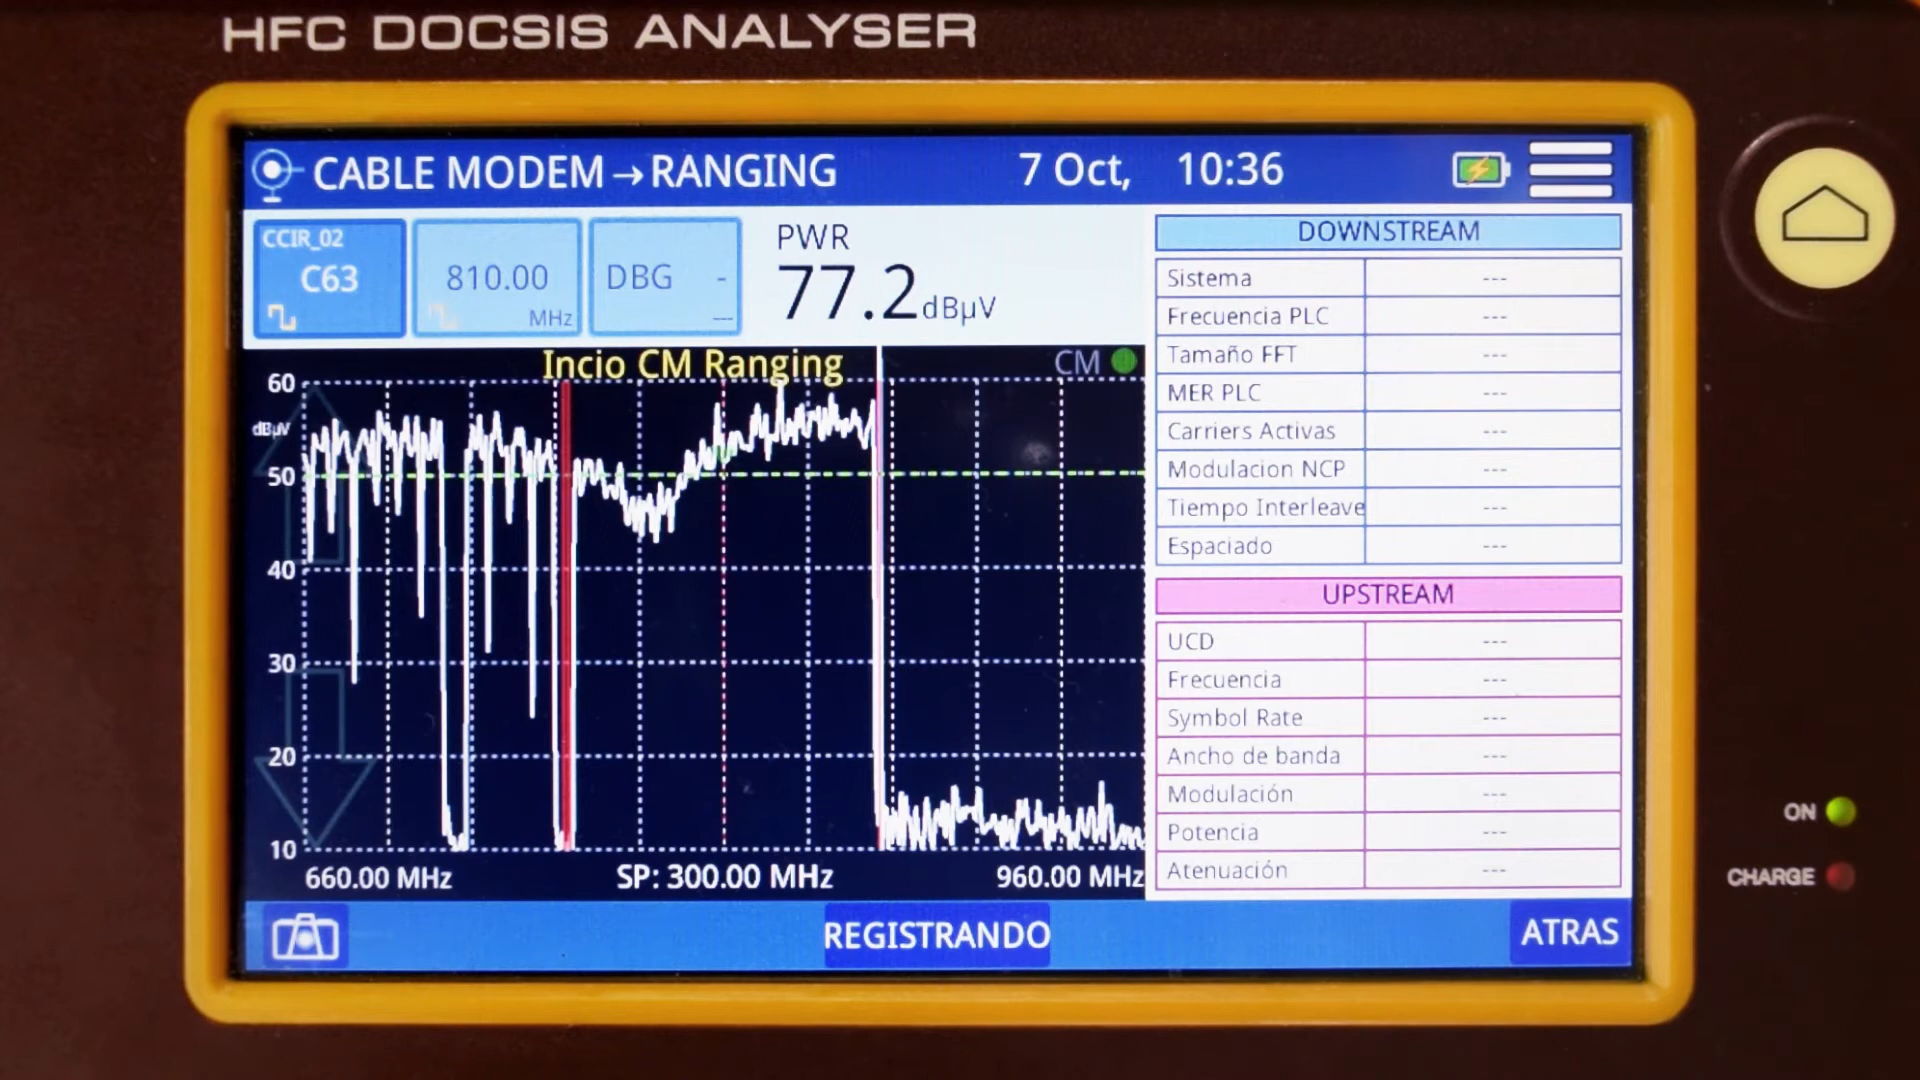 HFC DOCSIS ANALYSER
CABLE MODEM→RANGING
7 Oct, 10:36
CCIR_02
C63
810.00
MHz
DBG -
---
PWR
77.2 dBµV
Incio CM Ranging
CM
60
dBµV
50
40
30
20
10
660.00 MHz
SP: 300.00 MHz
960.00 MHz
DOWNSTREAM
Sistema ---
Frecuencia PLC ---
Tamaño FFT ---
MER PLC ---
Carriers Activas ---
Modulacion NCP ---
Tiempo Interleave ---
Espaciado ---
UPSTREAM
UCD ---
Frecuencia ---
Symbol Rate ---
Ancho de banda ---
Modulación ---
Potencia ---
Atenuación ---
REGISTRANDO
ATRAS
ON
CHARGE